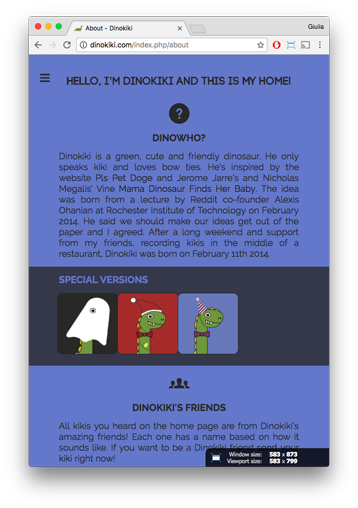 About - Dinokiki
Giulia
dinokiki.com/index.php/about
HELLO, I'M DINOKIKI AND THIS IS MY HOME!
?
DINOWHO?
Dinokiki is a green, cute and friendly dinosaur. He only
speaks kiki and loves bow ties. He's inspired by the
website Pls Pet Doge and Jerome Jarre's and Nicholas
Megalis' Vine Mama Dinosaur Finds Her Baby. The idea
was born from a lecture by Reddit co-founder Alexis
Ohanian at Rochester Institute of Technology on February
2014. He said we should make our ideas get out of the
paper and I agreed. After a long weekend and support
from my friends, recording kikis in the middle of a
restaurant, Dinokiki was born on February 11th 2014.
SPECIAL VERSIONS
DINOKIKI'S FRIENDS
All kikis you heard on the home page are from Dinokiki's
amazing friends! Each one has a name based on how it
sounds like. If you want to be a Dinokiki friend send your
kiki right now!
Window size: 583 x 873
Viewport size: 583 x 799